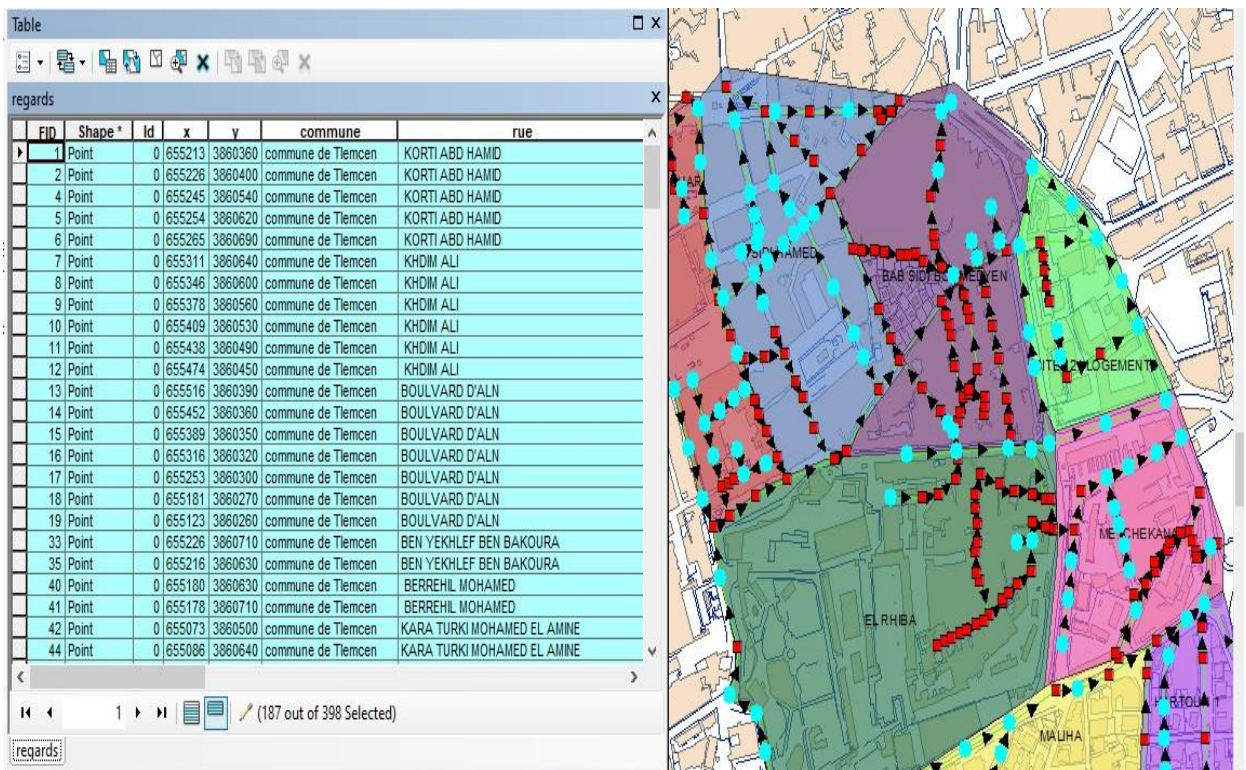 Table
regards
FID Shape * Id x y commune rue
1 Point 0 655213 3860360 commune de Tlemcen KORTI ABD HAMID
2 Point 0 655226 3860400 commune de Tlemcen KORTI ABD HAMID
4 Point 0 655245 3860540 commune de Tlemcen KORTI ABD HAMID
5 Point 0 655254 3860620 commune de Tlemcen KORTI ABD HAMID
6 Point 0 655265 3860690 commune de Tlemcen KORTI ABD HAMID
7 Point 0 655311 3860640 commune de Tlemcen KHDIM ALI
8 Point 0 655346 3860600 commune de Tlemcen KHDIM ALI
9 Point 0 655378 3860560 commune de Tlemcen KHDIM ALI
10 Point 0 655409 3860530 commune de Tlemcen KHDIM ALI
11 Point 0 655438 3860490 commune de Tlemcen KHDIM ALI
12 Point 0 655474 3860450 commune de Tlemcen KHDIM ALI
13 Point 0 655516 3860390 commune de Tlemcen BOULVARD D'ALN
14 Point 0 655452 3860360 commune de Tlemcen BOULVARD D'ALN
15 Point 0 655389 3860350 commune de Tlemcen BOULVARD D'ALN
16 Point 0 655316 3860320 commune de Tlemcen BOULVARD D'ALN
17 Point 0 655253 3860300 commune de Tlemcen BOULVARD D'ALN
18 Point 0 655181 3860270 commune de Tlemcen BOULVARD D'ALN
19 Point 0 655123 3860260 commune de Tlemcen BOULVARD D'ALN
33 Point 0 655226 3860710 commune de Tlemcen BEN YEKHLEF BEN BAKOURA
35 Point 0 655216 3860630 commune de Tlemcen BEN YEKHLEF BEN BAKOURA
40 Point 0 655180 3860630 commune de Tlemcen BERREHIL MOHAMED
41 Point 0 655178 3860710 commune de Tlemcen BERREHIL MOHAMED
42 Point 0 655073 3860500 commune de Tlemcen KARA TURKI MOHAMED EL AMINE
44 Point 0 655086 3860640 commune de Tlemcen KARA TURKI MOHAMED EL AMINE
1 (187 out of 398 Selected)
regards
BAB SIDI
EL RHIBA
MALIHA